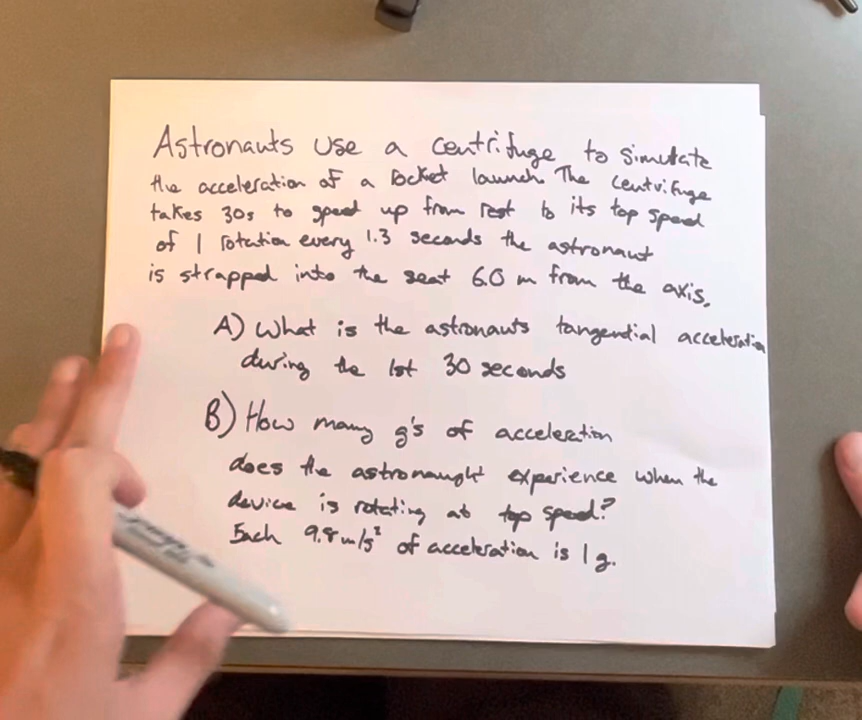 Astronauts use a centrifuge to simulate
the acceleration of a rocket launch. The centrifuge
takes 30s to speed up from rest to its top speed
of 1 rotation every 1.3 seconds the astronaut
is strapped into the seat 6.0 m from the axis.
A) What is the astronauts tangential acceleration
during the 1st 30 seconds
B) How many g's of acceleration
does the astronaught experience when the
device is rotating at top speed?
Each 9.8 m/s² of acceleration is 1 g.